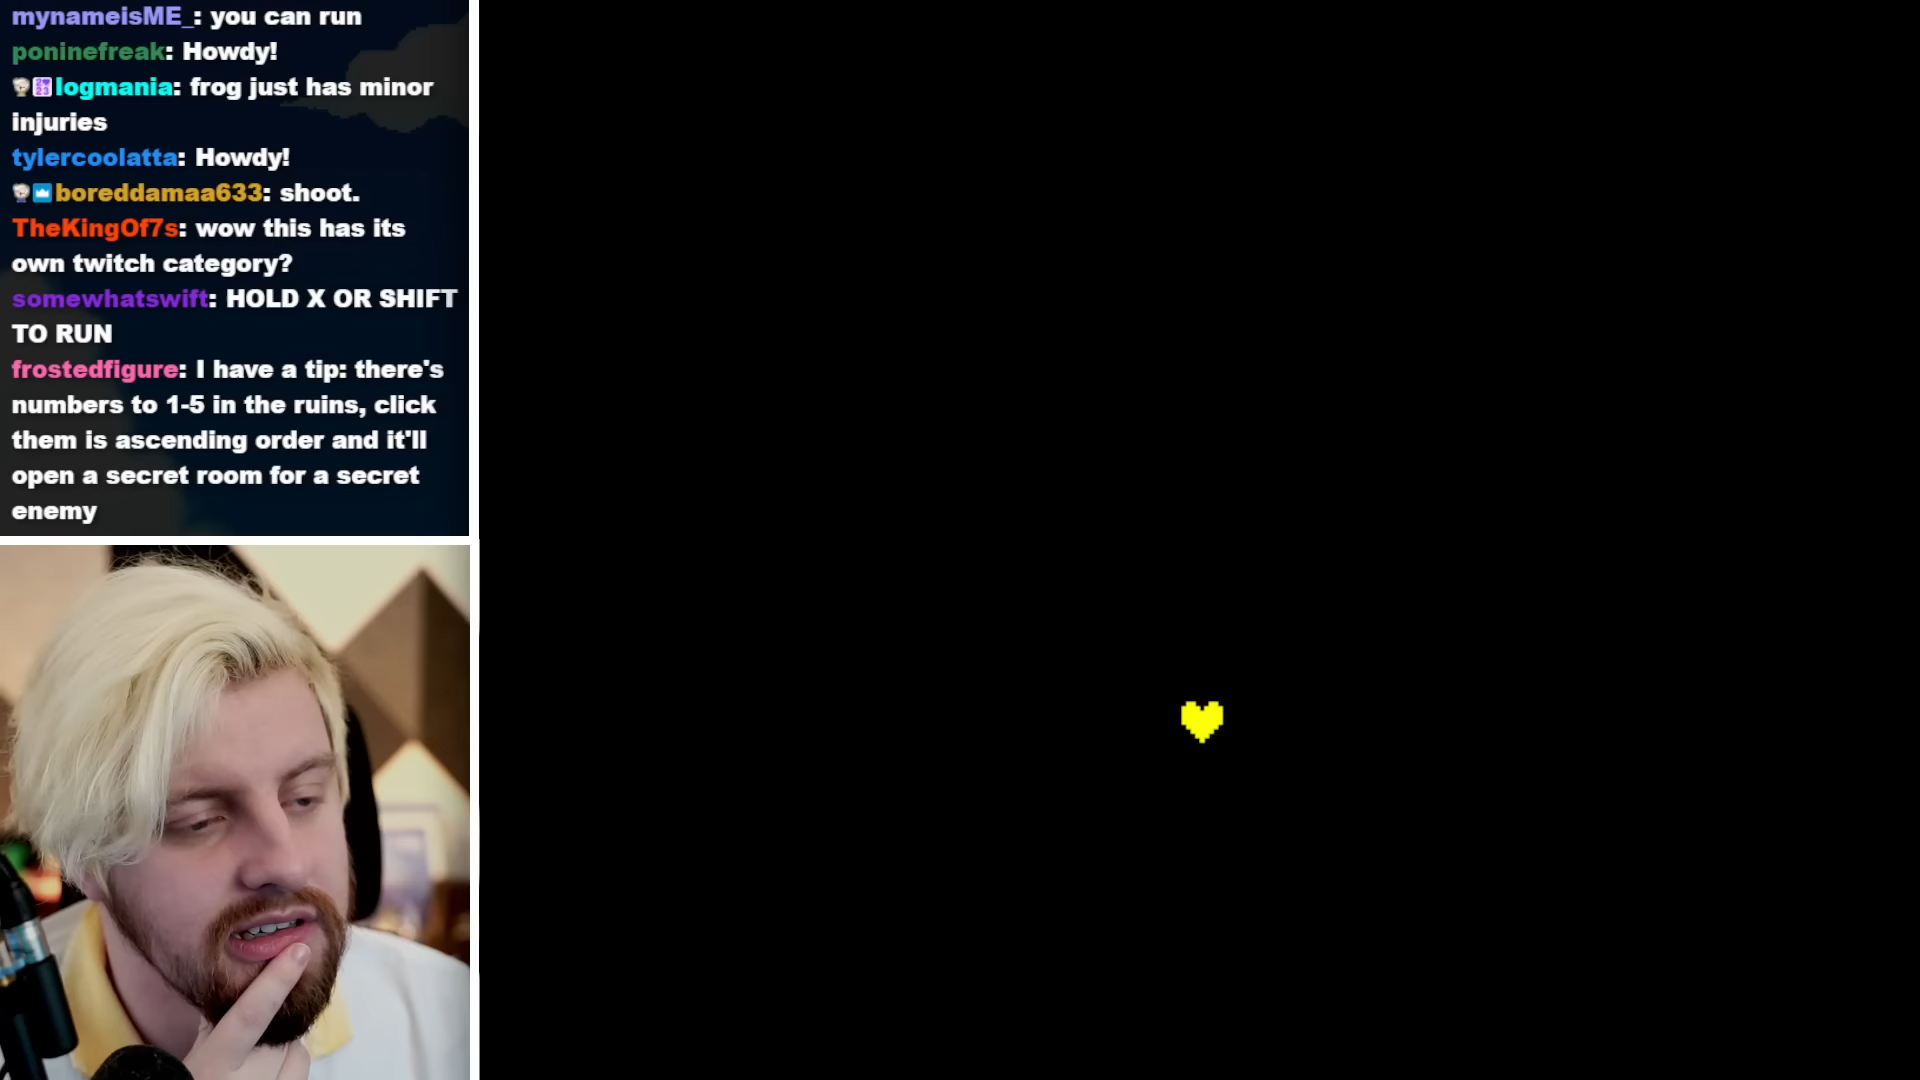 mynameisME_: you can run
poninefreak: Howdy!
logmania: frog just has minor
injuries
tylercoolatta: Howdy!
boreddamaa633: shoot.
TheKingOf7s: wow this has its
own twitch category?
somewhatswift: HOLD X OR SHIFT
TO RUN
frostedfigure: I have a tip: there's
numbers to 1-5 in the ruins, click
them is ascending order and it'll
open a secret room for a secret
enemy